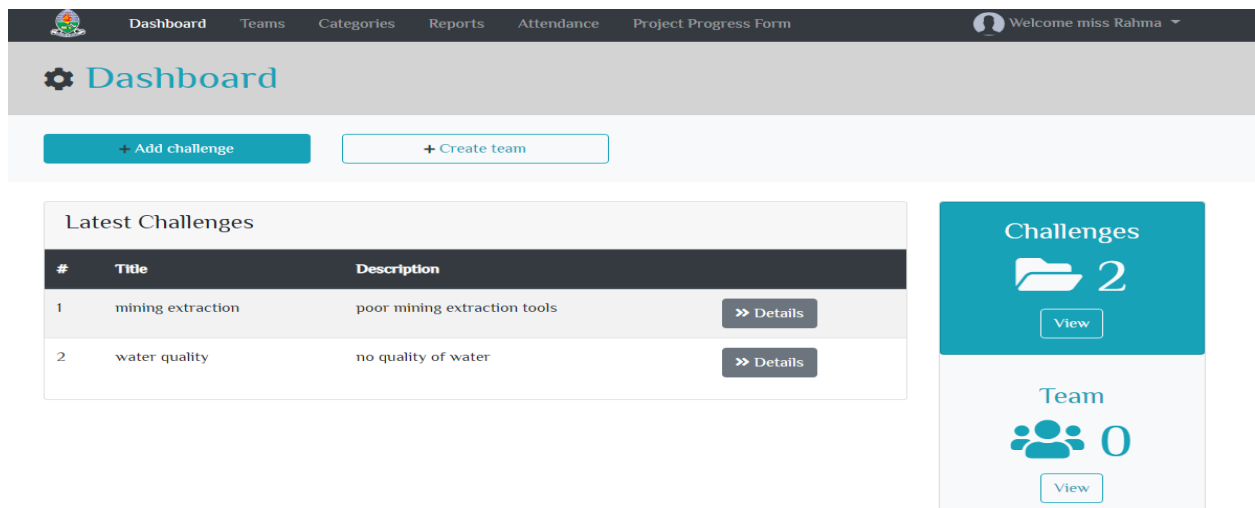 Dashboard Teams Categories Reports Attendance Project Progress Form Welcome miss Rahma
Dashboard
+ Add challenge + Create team
Latest Challenges
# Title Description
1 mining extraction poor mining extraction tools » Details
2 water quality no quality of water » Details
Challenges
2
View
Team
0
View